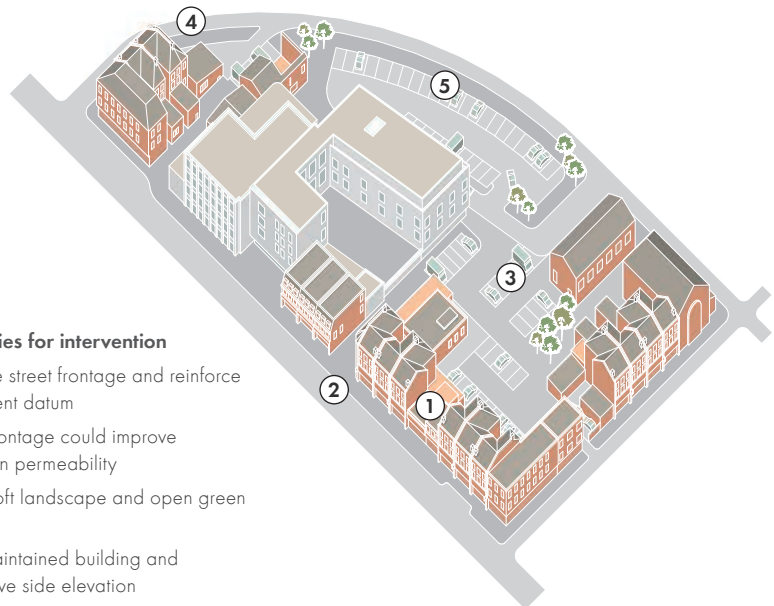 4
5
3
2
1
ies for intervention
e street frontage and reinforce
ent datum
rontage could improve
n permeability
oft landscape and open green
aintained building and
ve side elevation